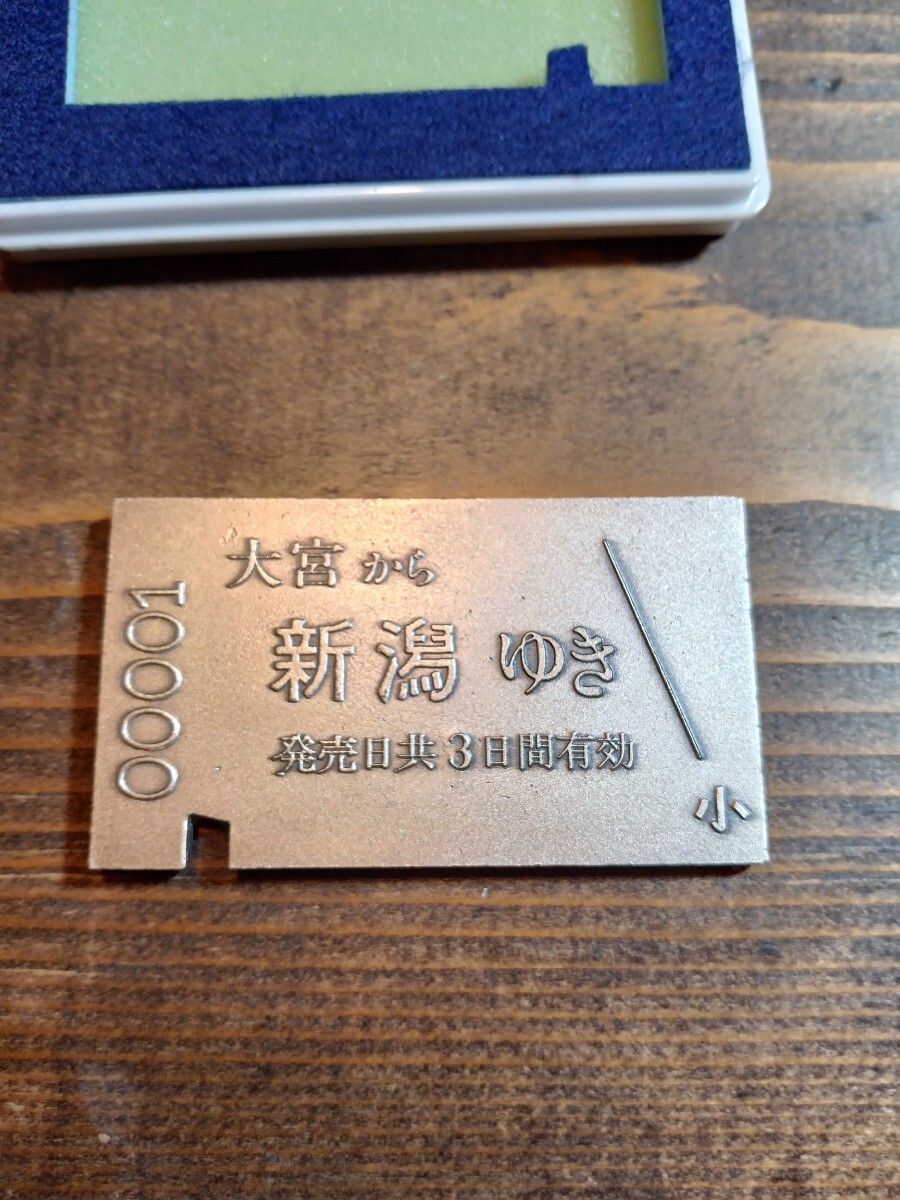 00001
大宮 から
新潟 ゆき
発売日共3日間有効
小